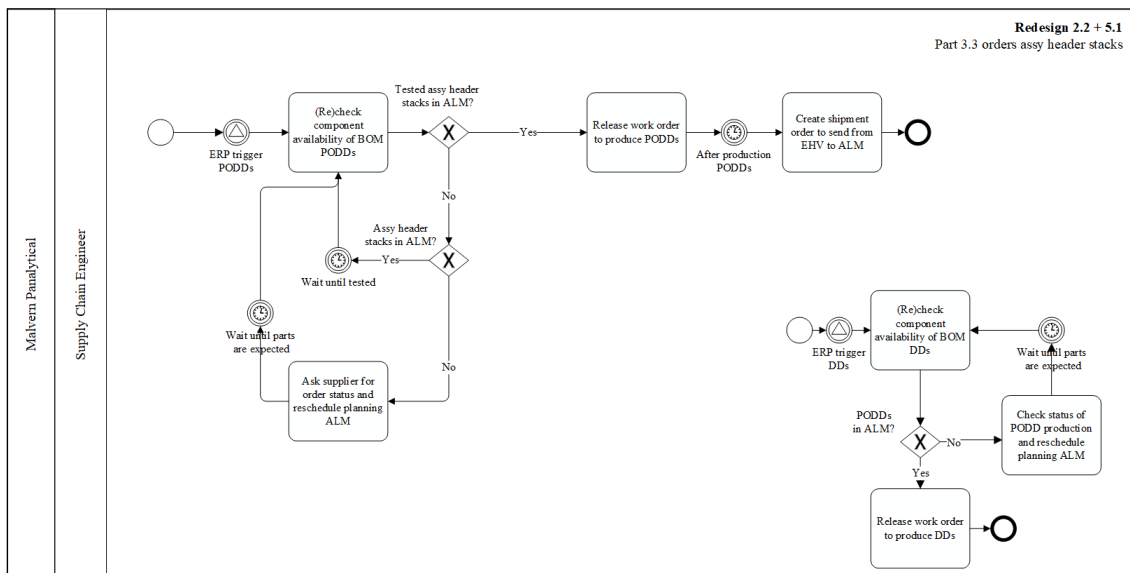 Redesign 2.2 + 5.1
Part 3.3 orders assy header stacks
Malvern Panalytical
Supply Chain Engineer
ERP trigger
PODDs
(Re)check
component
availability of BOM
PODDs
Tested assy header
stacks in ALM?
Yes
Release work order
to produce PODDs
After production
PODDs
Create shipment
order to send from
EHV to ALM
No
Assy header
stacks in ALM?
Yes
Wait until tested
Wait until parts
are expected
No
Ask supplier for
order status and
reschedule planning
ALM
ERP trigger
DDs
(Re)check
component
availability of BOM
DDs
Wait until parts
are expected
PODDs
in ALM?
No
Check status of
PODD production
and reschedule
planning ALM
Yes
Release work order
to produce DDs